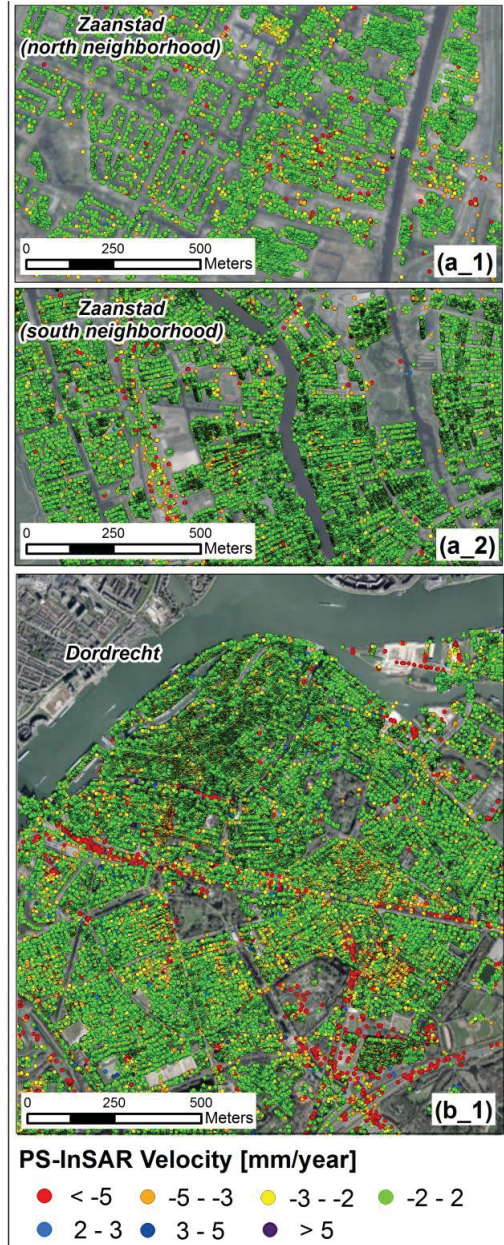 Zaanstad
(north neighborhood)
0 250 500
Meters
(a_1)
Zaanstad
(south neighborhood)
0 250 500
Meters
(a_2)
Dordrecht
0 250 500
Meters
(b_1)
PS-InSAR Velocity [mm/year]
< -5 -5 - -3 -3 - -2 -2 - 2
2 - 3 3 - 5 > 5